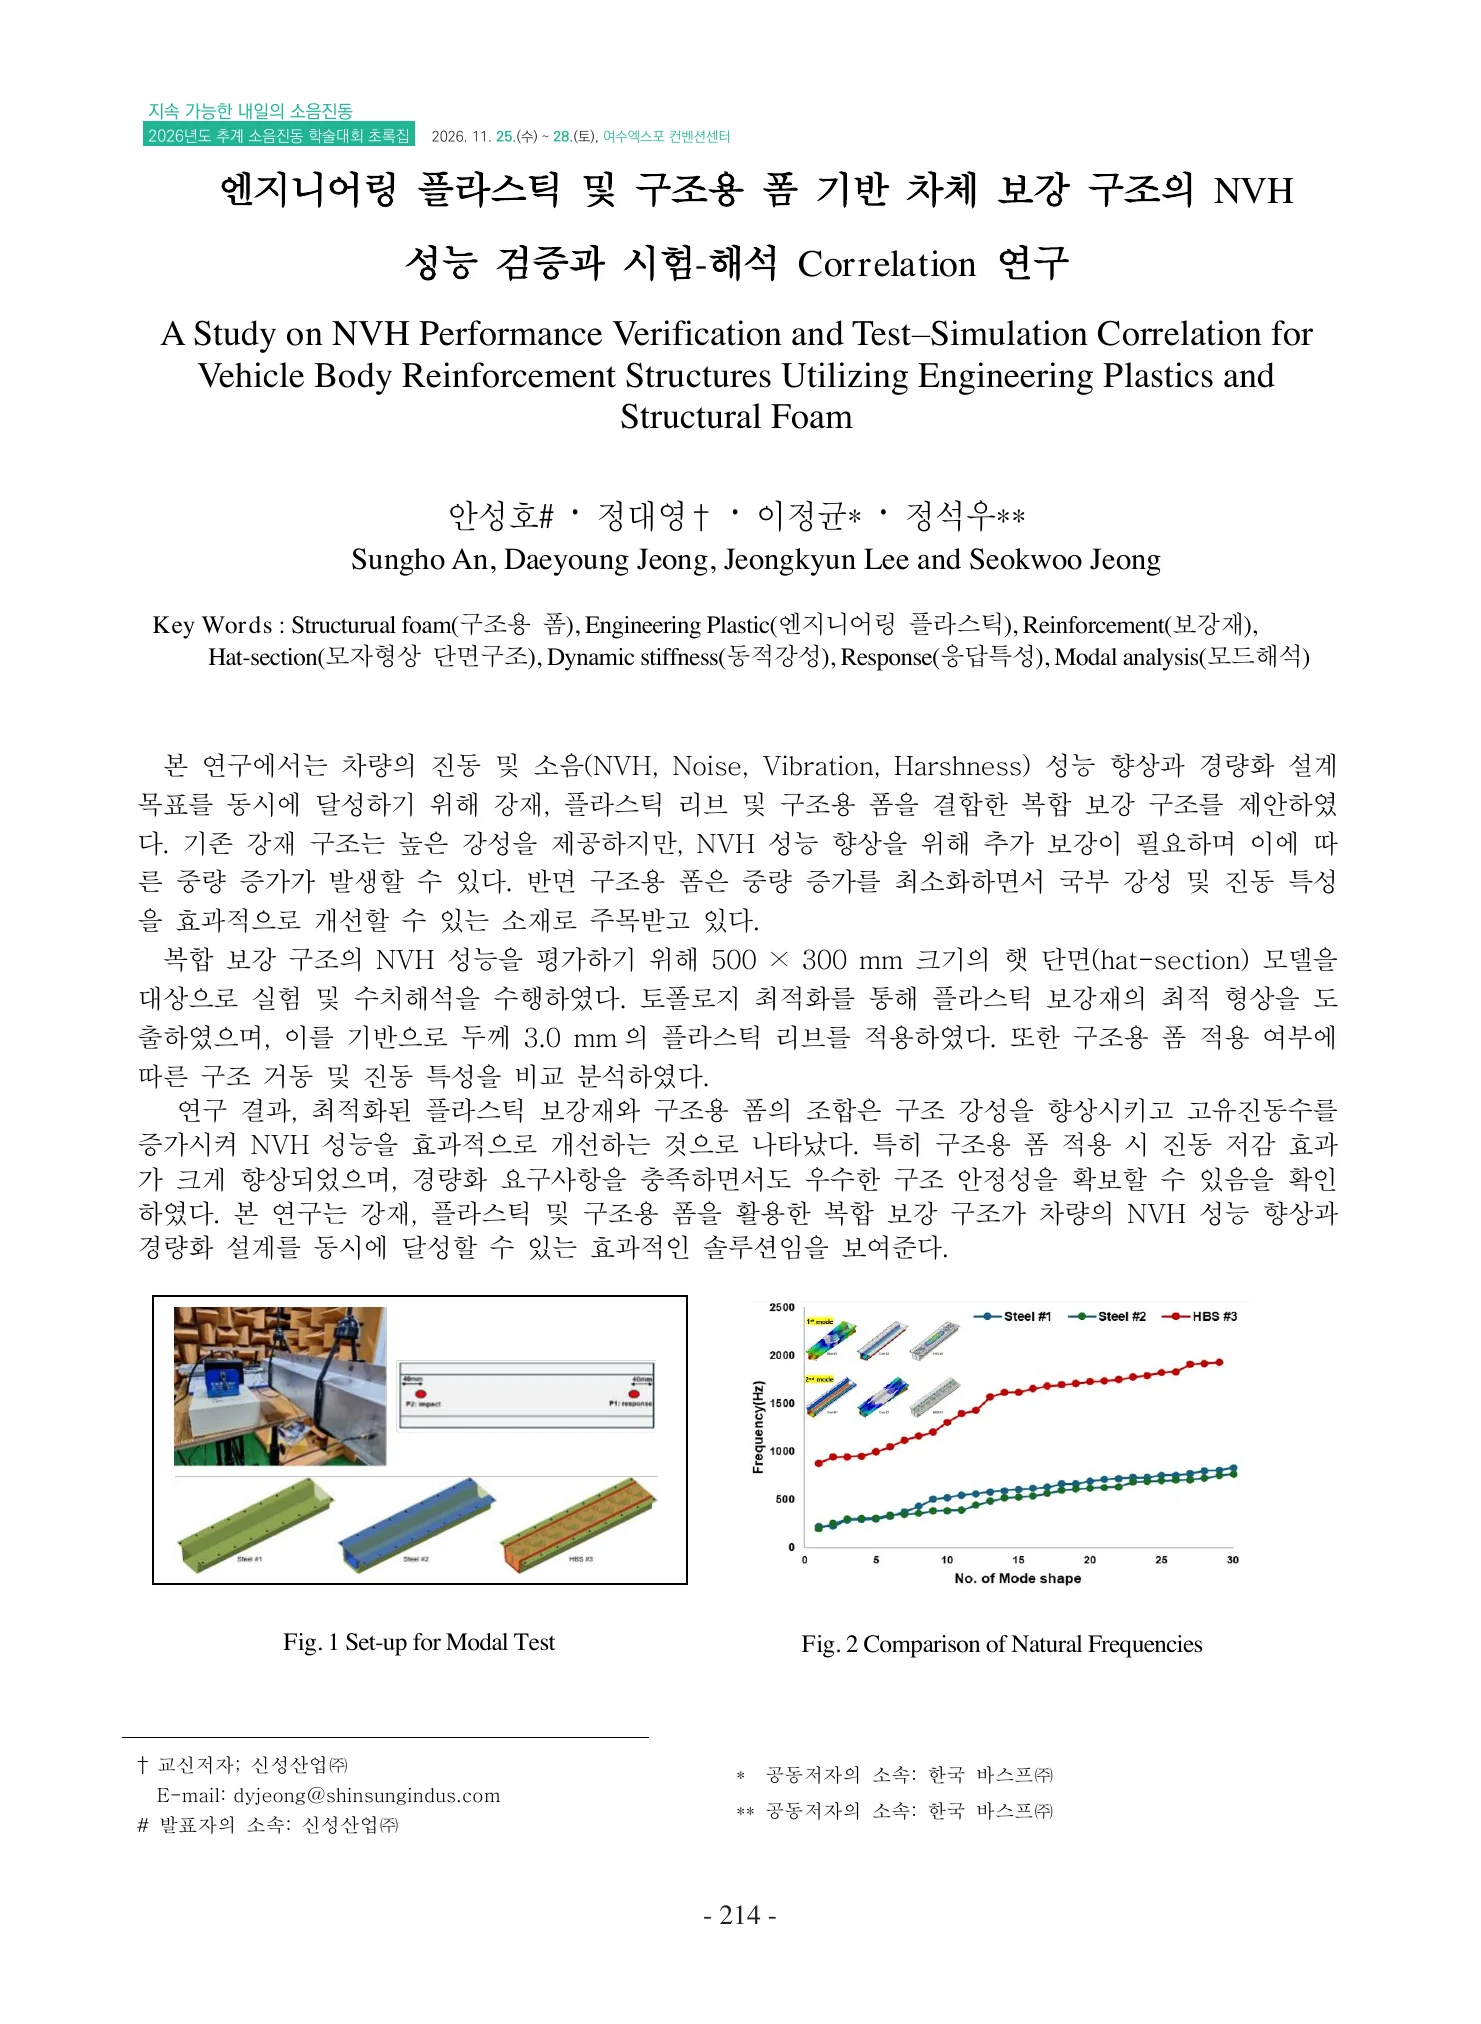 지속 가능한 내일의 소음진동
2026년도 추계 소음진동 학술대회 초록집 2026. 11. 25.(수) ~ 28.(토), 여수엑스포 컨벤션센터
엔지니어링 플라스틱 및 구조용 폼 기반 차체 보강 구조의 NVH
성능 검증과 시험-해석 Correlation 연구
A Study on NVH Performance Verification and Test–Simulation Correlation for
Vehicle Body Reinforcement Structures Utilizing Engineering Plastics and
Structural Foam
안성호# · 정대영† · 이정균* · 정석우**
Sungho An, Daeyoung Jeong, Jeongkyun Lee and Seokwoo Jeong
Key Words : Structurual foam(구조용 폼), Engineering Plastic(엔지니어링 플라스틱), Reinforcement(보강재),
Hat-section(모자형상 단면구조), Dynamic stiffness(동적강성), Response(응답특성), Modal analysis(모드해석)
본 연구에서는 차량의 진동 및 소음(NVH, Noise, Vibration, Harshness) 성능 향상과 경량화 설계
목표를 동시에 달성하기 위해 강재, 플라스틱 리브 및 구조용 폼을 결합한 복합 보강 구조를 제안하였
다. 기존 강재 구조는 높은 강성을 제공하지만, NVH 성능 향상을 위해 추가 보강이 필요하며 이에 따
른 중량 증가가 발생할 수 있다. 반면 구조용 폼은 중량 증가를 최소화하면서 국부 강성 및 진동 특성
을 효과적으로 개선할 수 있는 소재로 주목받고 있다.
복합 보강 구조의 NVH 성능을 평가하기 위해 500 × 300 mm 크기의 햇 단면(hat-section) 모델을
대상으로 실험 및 수치해석을 수행하였다. 토폴로지 최적화를 통해 플라스틱 보강재의 최적 형상을 도
출하였으며, 이를 기반으로 두께 3.0 mm의 플라스틱 리브를 적용하였다. 또한 구조용 폼 적용 여부에
따른 구조 거동 및 진동 특성을 비교 분석하였다.
연구 결과, 최적화된 플라스틱 보강재와 구조용 폼의 조합은 구조 강성을 향상시키고 고유진동수를
증가시켜 NVH 성능을 효과적으로 개선하는 것으로 나타났다. 특히 구조용 폼 적용 시 진동 저감 효과
가 크게 향상되었으며, 경량화 요구사항을 충족하면서도 우수한 구조 안정성을 확보할 수 있음을 확인
하였다. 본 연구는 강재, 플라스틱 및 구조용 폼을 활용한 복합 보강 구조가 차량의 NVH 성능 향상과
경량화 설계를 동시에 달성할 수 있는 효과적인 솔루션임을 보여준다.
40mm 40mm
P2: impact P1: response
Steel #1 Steel #2 HBS #3
Fig. 1 Set-up for Modal Test
Steel #1 Steel #2 HBS #3
1st mode
2nd mode
2500
2000
1500
1000
500
0
Frequency(Hz)
0 5 10 15 20 25 30
No. of Mode shape
Fig. 2 Comparison of Natural Frequencies
† 교신저자; 신성산업㈜
E-mail: dyjeong@shinsungindus.com
# 발표자의 소속: 신성산업㈜
* 공동저자의 소속: 한국 바스프㈜
** 공동저자의 소속: 한국 바스프㈜
- 214 -